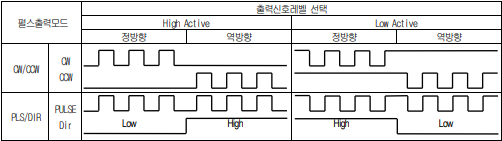 펄스출력모드
출력신호레벨 선택
High Active
Low Active
정방향
역방향
정방향
역방향
CW/CCW
CW
CCW
PLS/DIR
PULSE
Dir
Low
High
High
Low